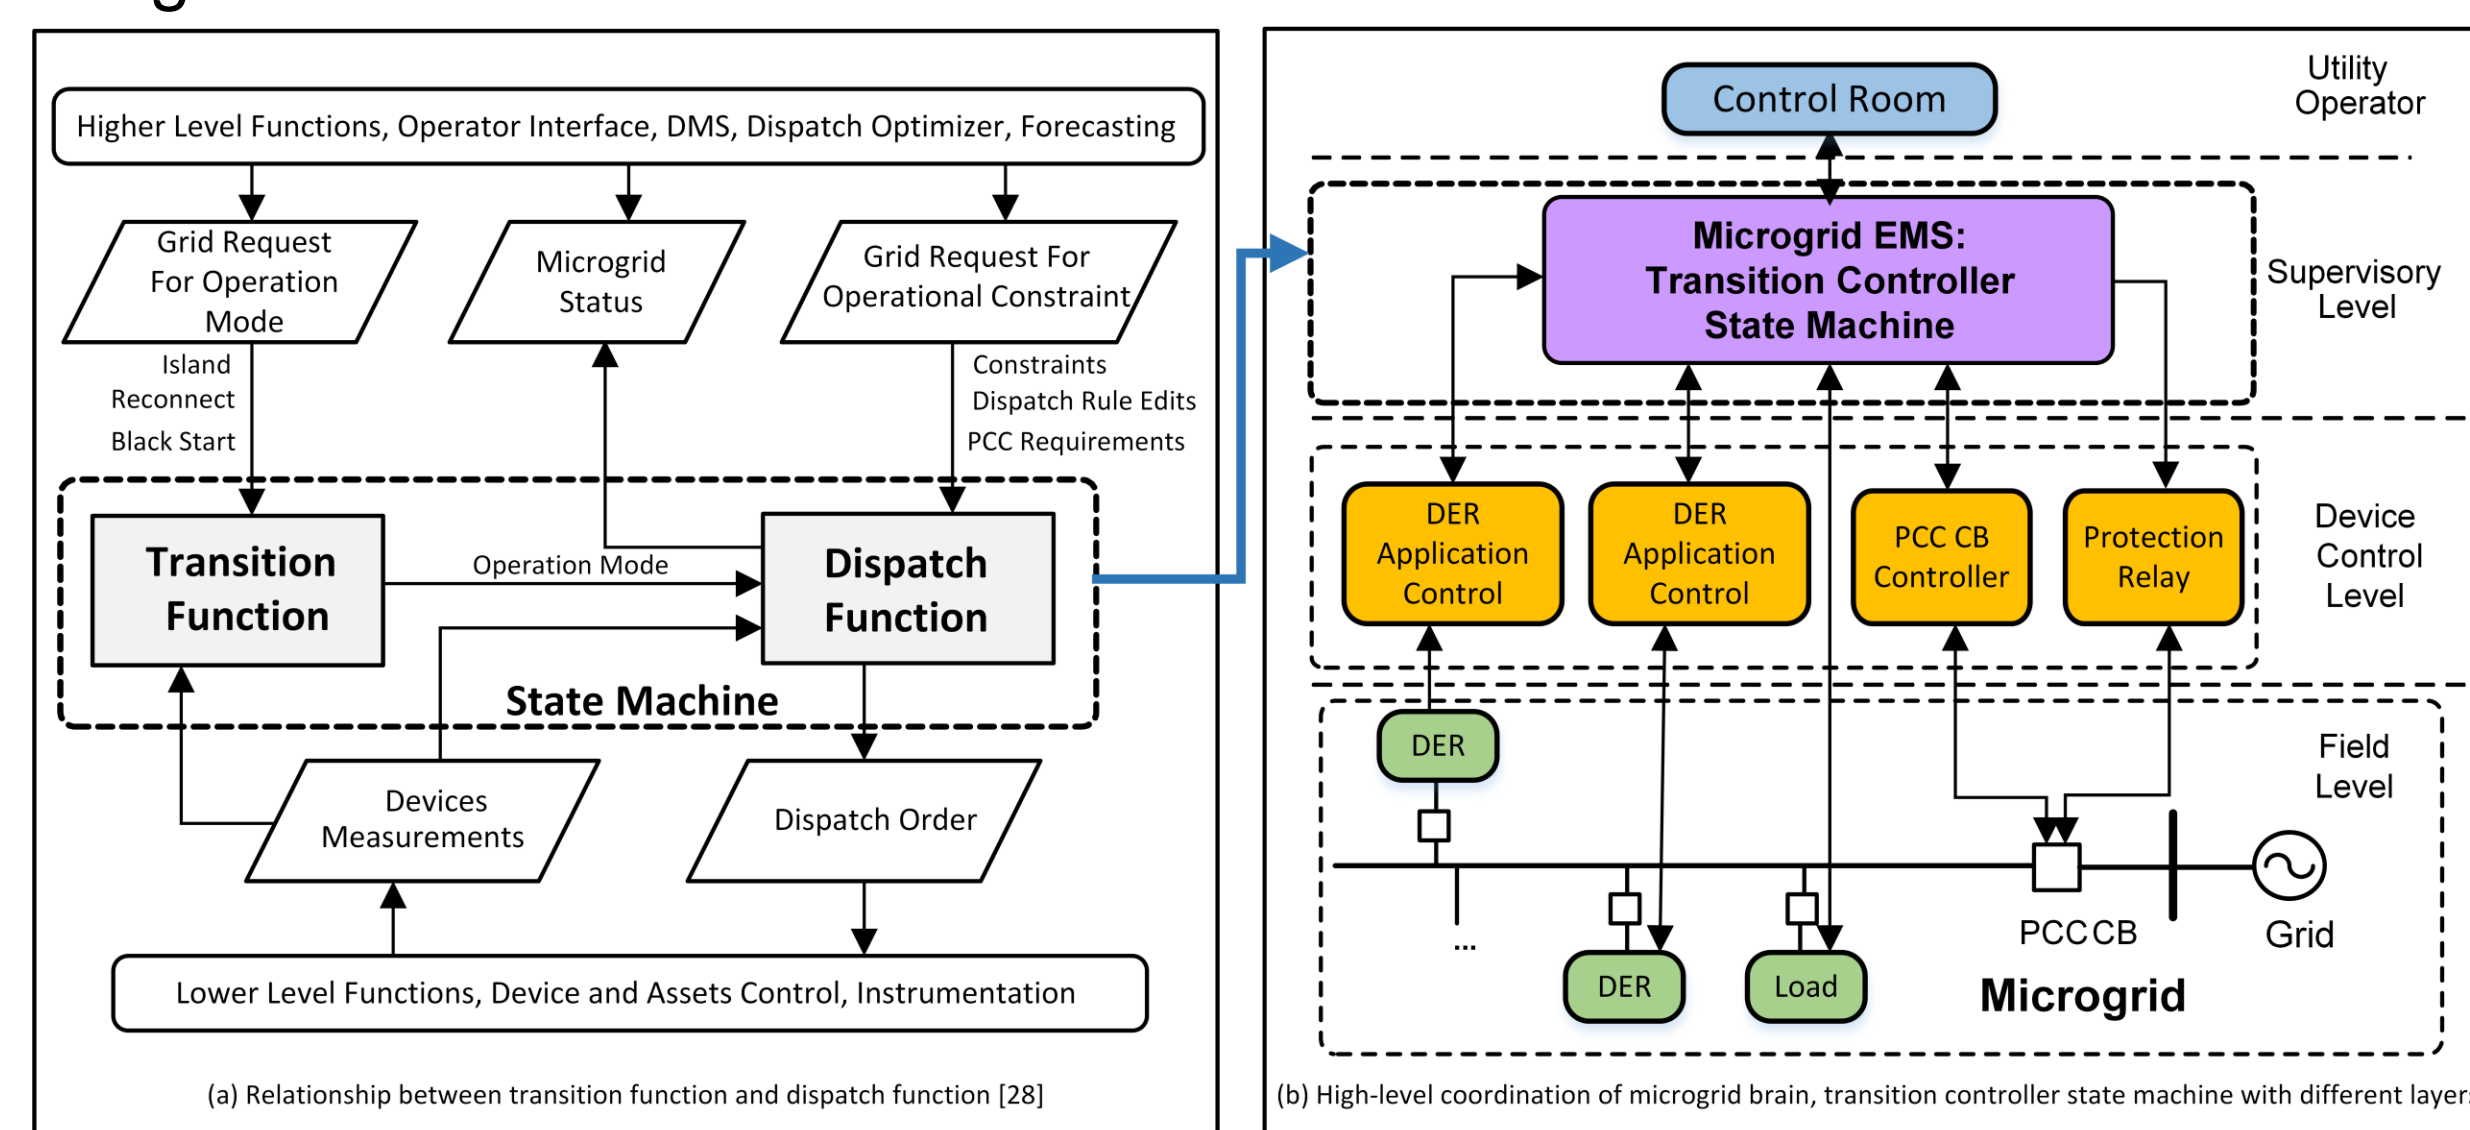 Higher Level Functions, Operator Interface, DMS, Dispatch Optimizer, Forecasting
Grid Request
For Operation
Mode
Microgrid
Status
Grid Request For
Operational Constraint
Island
Reconnect
Black Start
Constraints
Dispatch Rule Edits
PCC Requirements
Transition
Function
Operation Mode
Dispatch
Function
State Machine
Devices
Measurements
Dispatch Order
Lower Level Functions, Device and Assets Control, Instrumentation
(a) Relationship between transition function and dispatch function [28]
Control Room
Utility
Operator
Microgrid EMS:
Transition Controller
State Machine
Supervisory
Level
DER
Application
Control
DER
Application
Control
PCC CB
Controller
Protection
Relay
Device
Control
Level
DER
Field
Level
...
DER
Load
PCC CB
Grid
Microgrid
(b) High-level coordination of microgrid brain, transition controller state machine with different layers